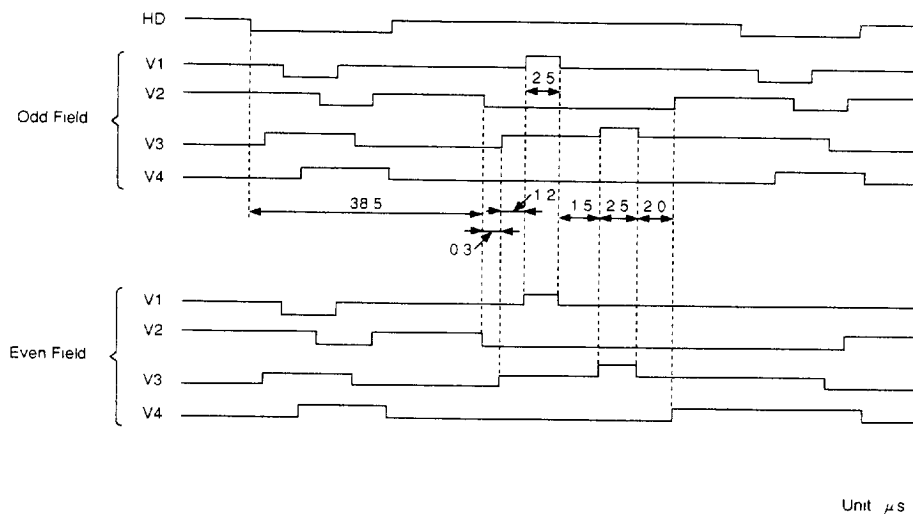 HD
Odd Field
V1
2 5
V2
V3
V4
38 5
1 2
0 3
1 5
2 5
2 0
Even Field
V1
V2
V3
V4
Unit μs